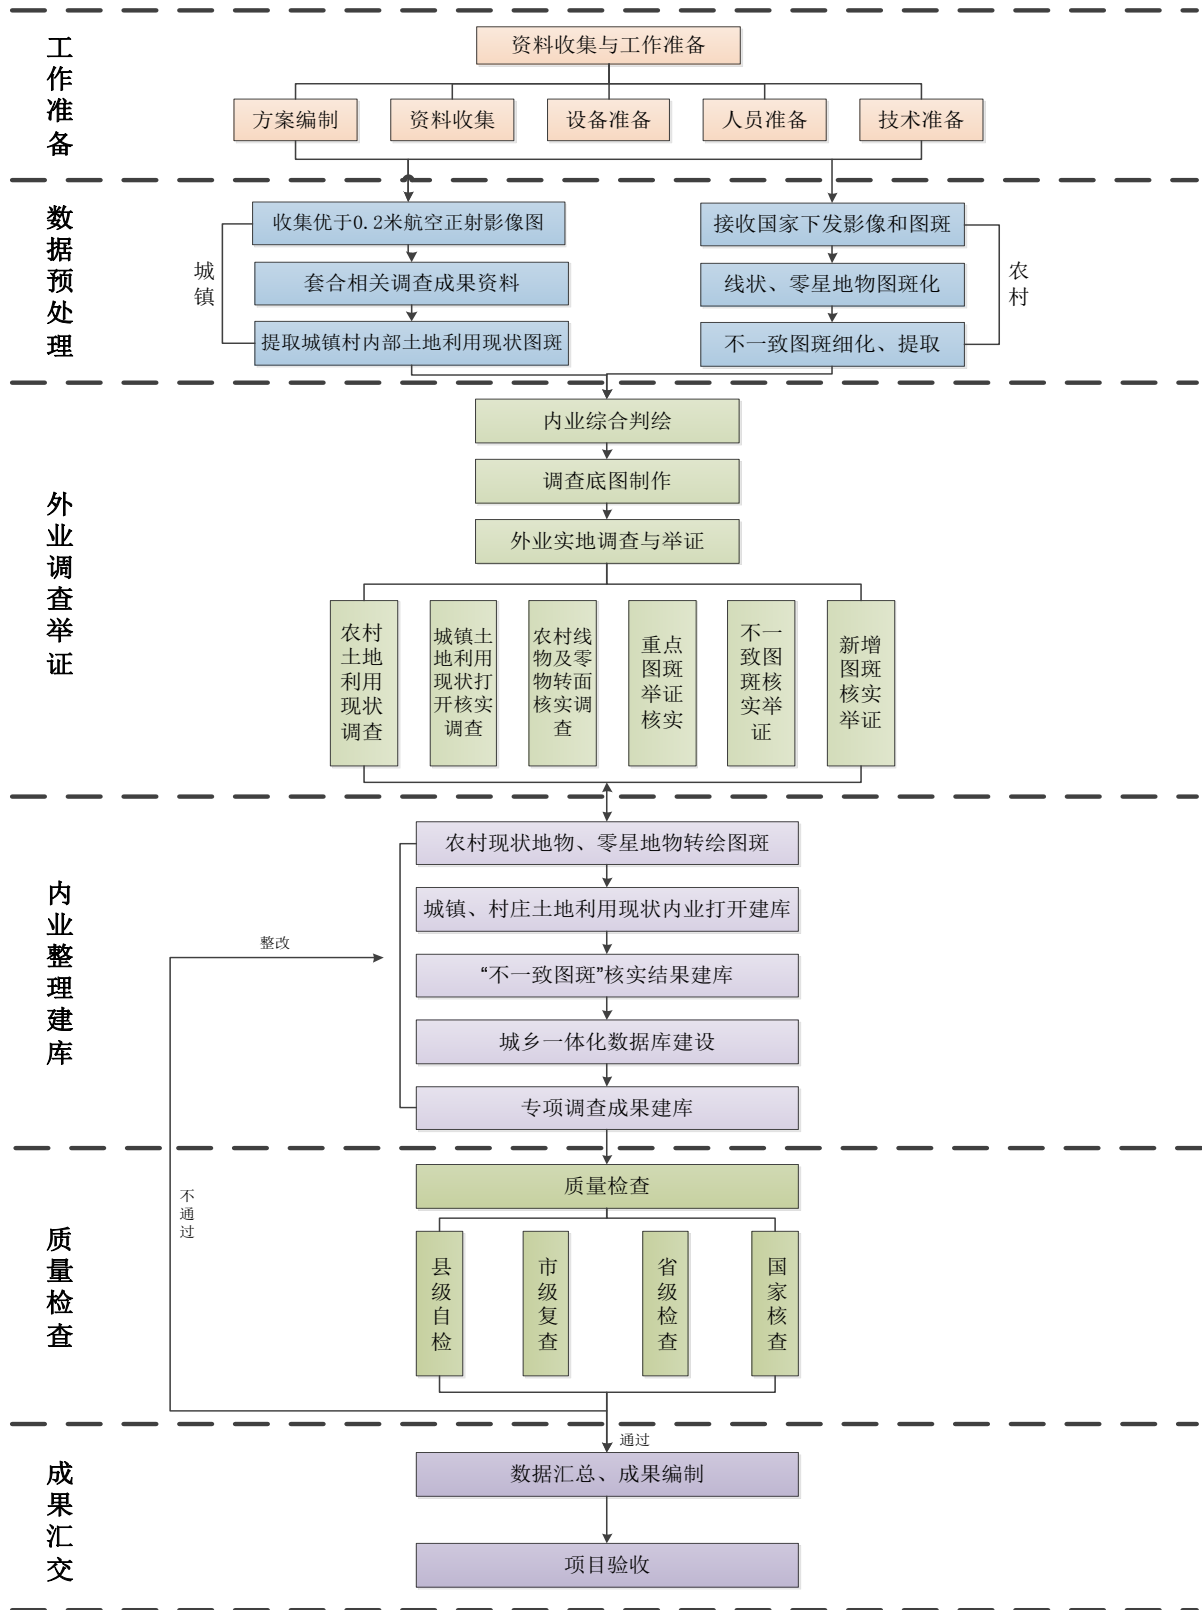 工作准备
资料收集与工作准备
方案编制
资料收集
设备准备
人员准备
技术准备
数据预处理
城镇
收集优于0.2米航空正射影像图
套合相关调查成果资料
提取城镇村内部土地利用现状图斑
接收国家下发影像和图斑
线状、零星地物图斑化
不一致图斑细化、提取
农村
外业调查举证
内业综合判绘
调查底图制作
外业实地调查与举证
农村
土地
利用
现状
调查
城镇土
地利用
现状打
开核实
调查
农村线
物及零
物转面
核实调
查
重点
图斑
举证
核实
不一
致图
斑核
实举
证
新增
图斑
核实
举证
内业整理建库
农村现状地物、零星地物转绘图斑
城镇、村庄土地利用现状内业打开建库
“不一致图斑”核实结果建库
城乡一体化数据库建设
专项调查成果建库
整改
不通过
质量检查
质量检查
县级自检
市级复查
省级检查
国家核查
通过
成果汇交
数据汇总、成果编制
项目验收